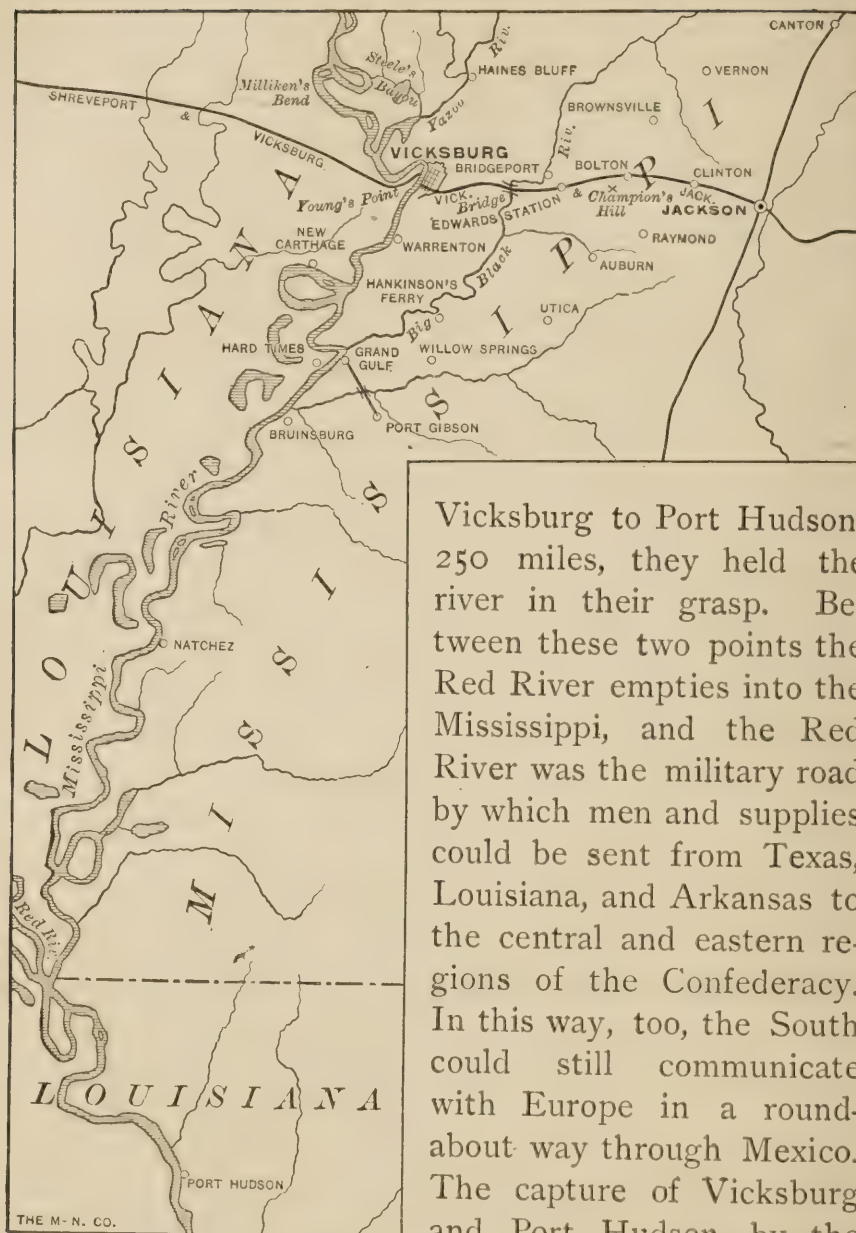 CANTON
Steele's
Bayou
Riv.
HAINES BLUFF
VERNON
Milliken's
Bend
Yazoo
BROWNSVILLE
SHREVEPORT
&
VICKSBURG
VICKSBURG
BRIDGEPORT
Riv.
BOLTON
CLINTON
Young's Point
VICK.
Bridge
EDWARDS STATION
&
Champion's
Hill
JACK.
JACKSON
NEW
CARTHAGE
WARRENTON
RAYMOND
AUBURN
HANKINSON'S
FERRY
Big Black
UTICA
HARD TIMES
GRAND
GULF
WILLOW SPRINGS
BRUINSBURG
PORT GIBSON
LOUISIANA
MISSISSIPPI
Mississippi River
NATCHEZ
Red Riv.
LOUISIANA
PORT HUDSON
THE M-N. CO.
Vicksburg to Port Hudson
250 miles, they held the
river in their grasp. Be
tween these two points the
Red River empties into the
Mississippi, and the Red
River was the military road
by which men and supplies
could be sent from Texas,
Louisiana, and Arkansas to
the central and eastern re-
gions of the Confederacy.
In this way, too, the South
could still communicate
with Europe in a round-
about way through Mexico.
The capture of Vicksburg
and Port Hudson by the